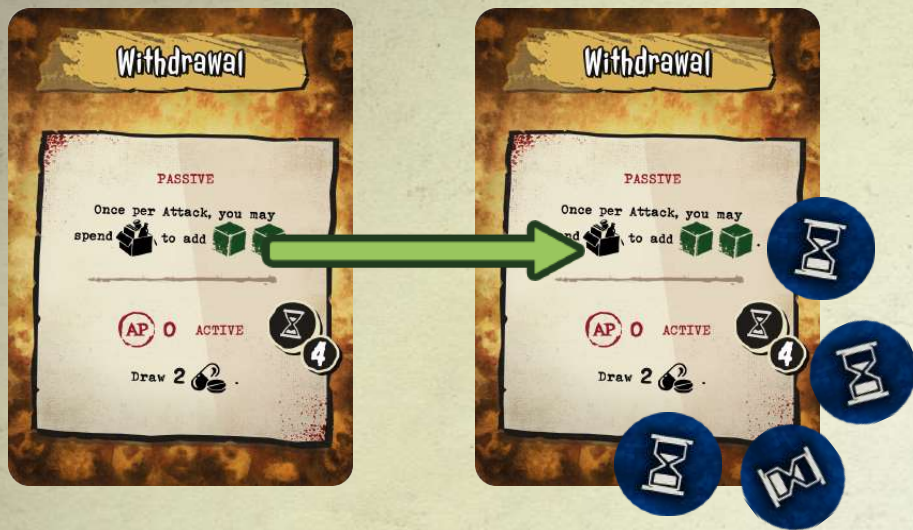 Withdrawal
PASSIVE
Once per Attack, you may
spend to add
AP 0 ACTIVE
4
Draw 2 .
Withdrawal
PASSIVE
Once per Attack, you may
nd to add .
AP 0 ACTIVE
4
Draw 2 .